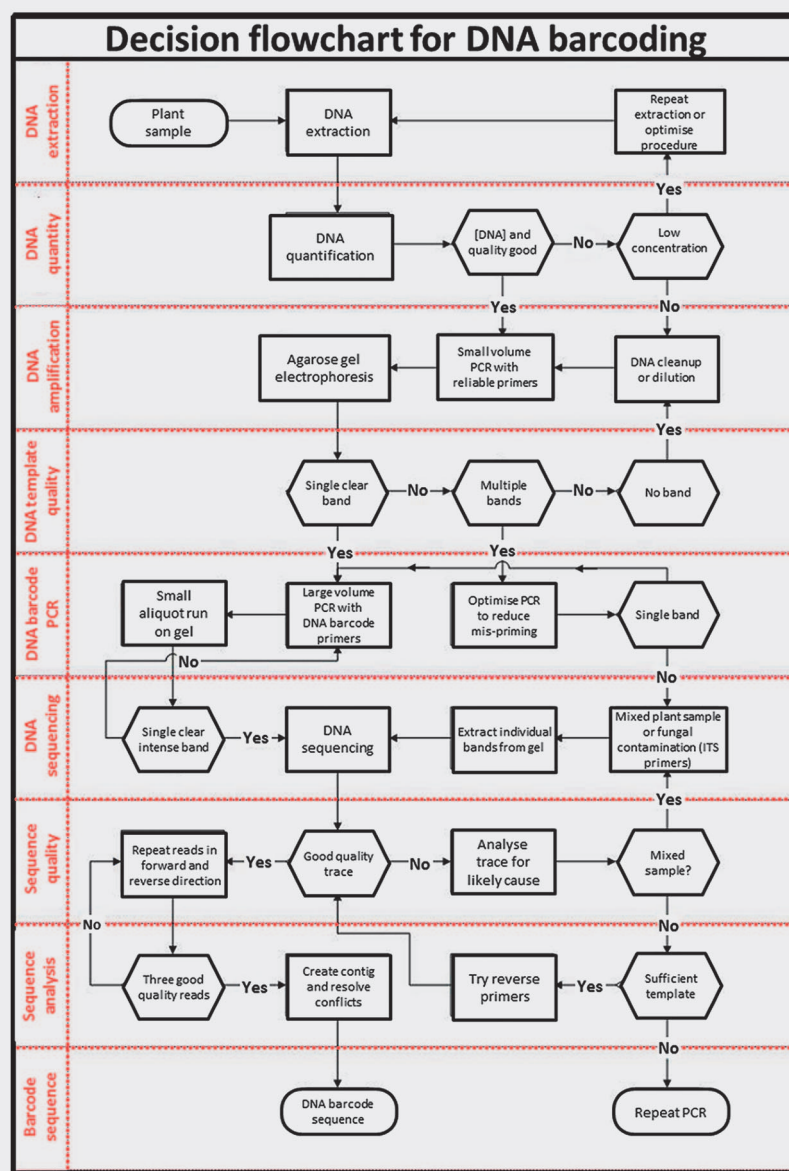 Decision flowchart for DNA barcoding
DNA
extraction
Plant
sample
DNA
extraction
Repeat
extraction or
optimise
procedure
Yes
DNA
quantity
DNA
quantification
[DNA] and
quality good
No
Low
concentration
Yes
No
DNA
amplification
Agarose gel
electrophoresis
Small volume
PCR with
reliable primers
DNA cleanup
or dilution
Yes
DNA template
quality
Single clear
band
No
Multiple
bands
No
No band
Yes
Yes
DNA barcode
PCR
Small
aliquot run
on gel
Large volume
PCR with
DNA barcode
primers
Optimise PCR
to reduce
mis-priming
Single band
No
No
DNA
sequencing
Single clear
intense band
Yes
DNA
sequencing
Extract individual
bands from gel
Mixed plant sample
or fungal
contamination (ITS
primers)
Yes
Sequence
quality
Repeat reads in
forward and
reverse direction
Yes
Good quality
trace
No
Analyse
trace for
likely cause
Mixed
sample?
No
No
Sequence analysis
Three good
quality reads
Yes
Create contig
and resolve
conflicts
Try reverse
primers
Yes
Sufficient
template
No
Barcode
sequence
DNA barcode
sequence
Repeat PCR